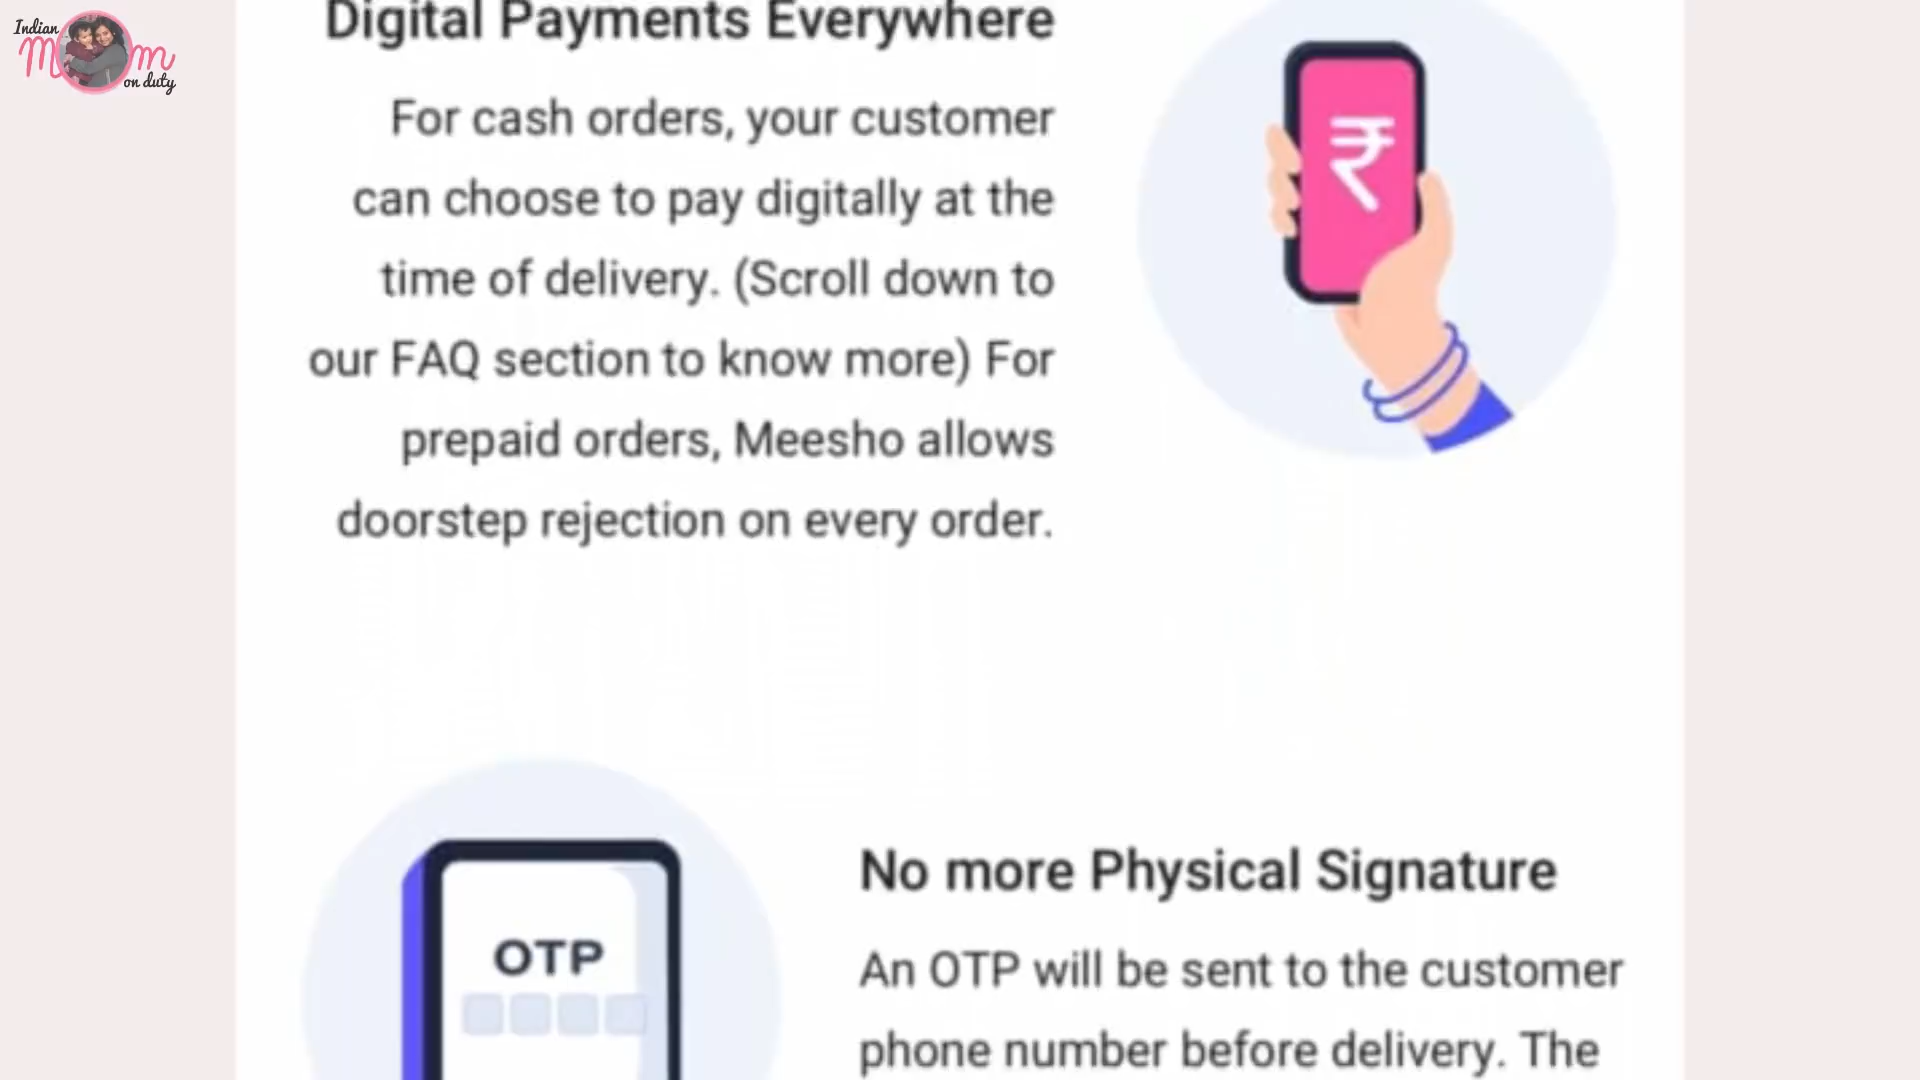 Indian
Mom
on duty
Digital Payments Everywhere
For cash orders, your customer
can choose to pay digitally at the
time of delivery. (Scroll down to
our FAQ section to know more) For
prepaid orders, Meesho allows
doorstep rejection on every order.
₹
OTP
No more Physical Signature
An OTP will be sent to the customer
phone number before delivery. The